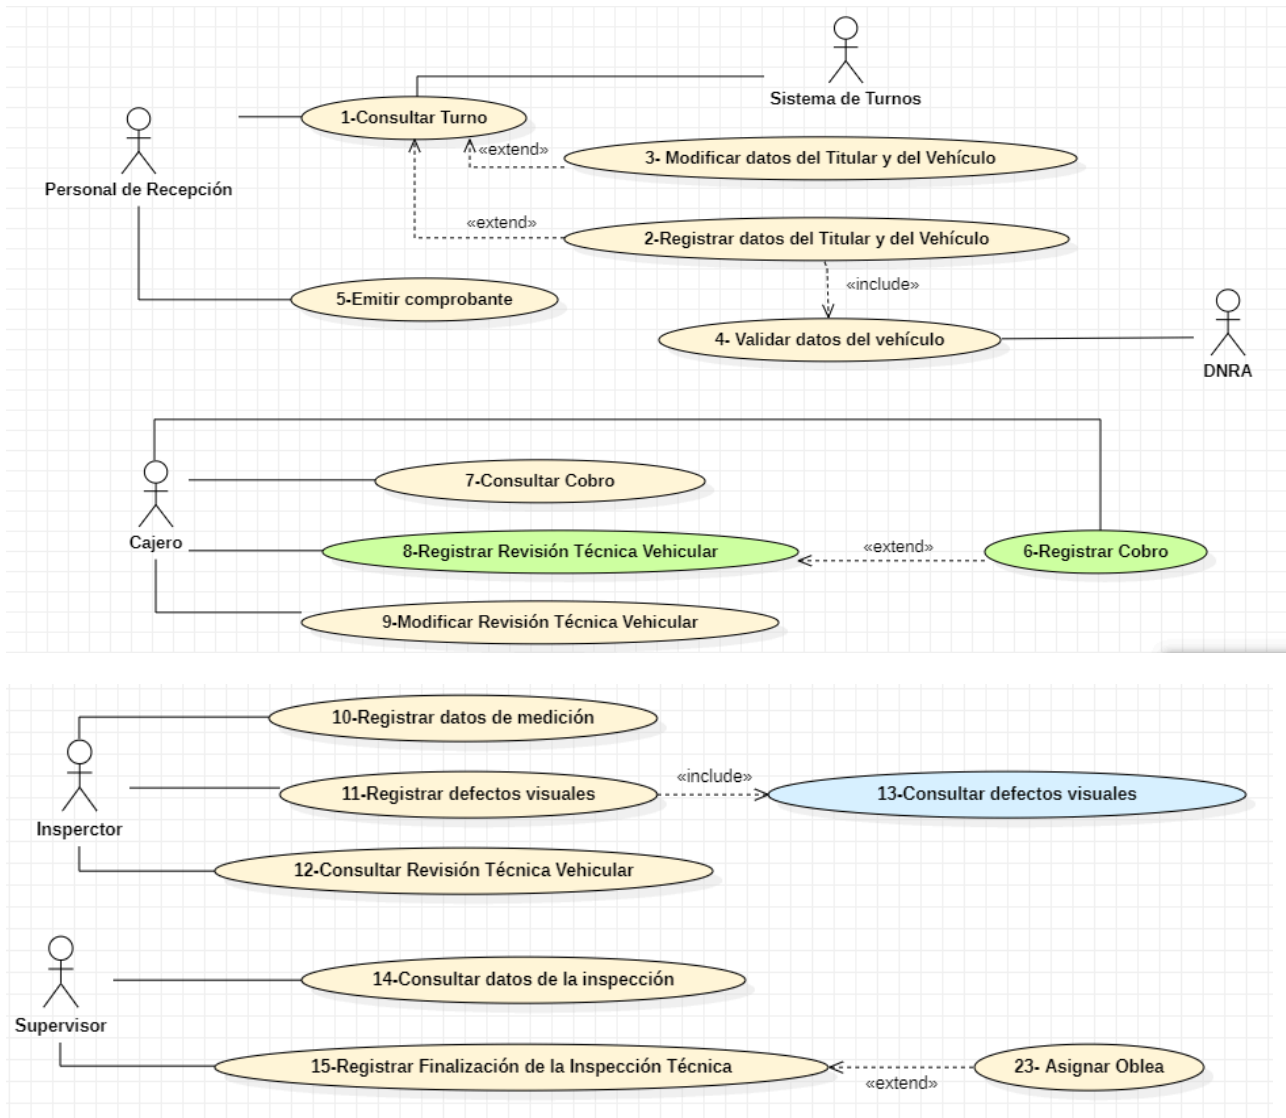 Sistema de Turnos
1-Consultar Turno
«extend»
3- Modificar datos del Titular y del Vehículo
Personal de Recepción
«extend»
2-Registrar datos del Titular y del Vehículo
«include»
5-Emitir comprobante
4- Validar datos del vehículo
DNRA
7-Consultar Cobro
Cajero
8-Registrar Revisión Técnica Vehicular
«extend»
6-Registrar Cobro
9-Modificar Revisión Técnica Vehicular
10-Registrar datos de medición
«include»
11-Registrar defectos visuales
13-Consultar defectos visuales
Insperctor
12-Consultar Revisión Técnica Vehicular
14-Consultar datos de la inspección
Supervisor
15-Registrar Finalización de la Inspección Técnica
23- Asignar Oblea
«extend»